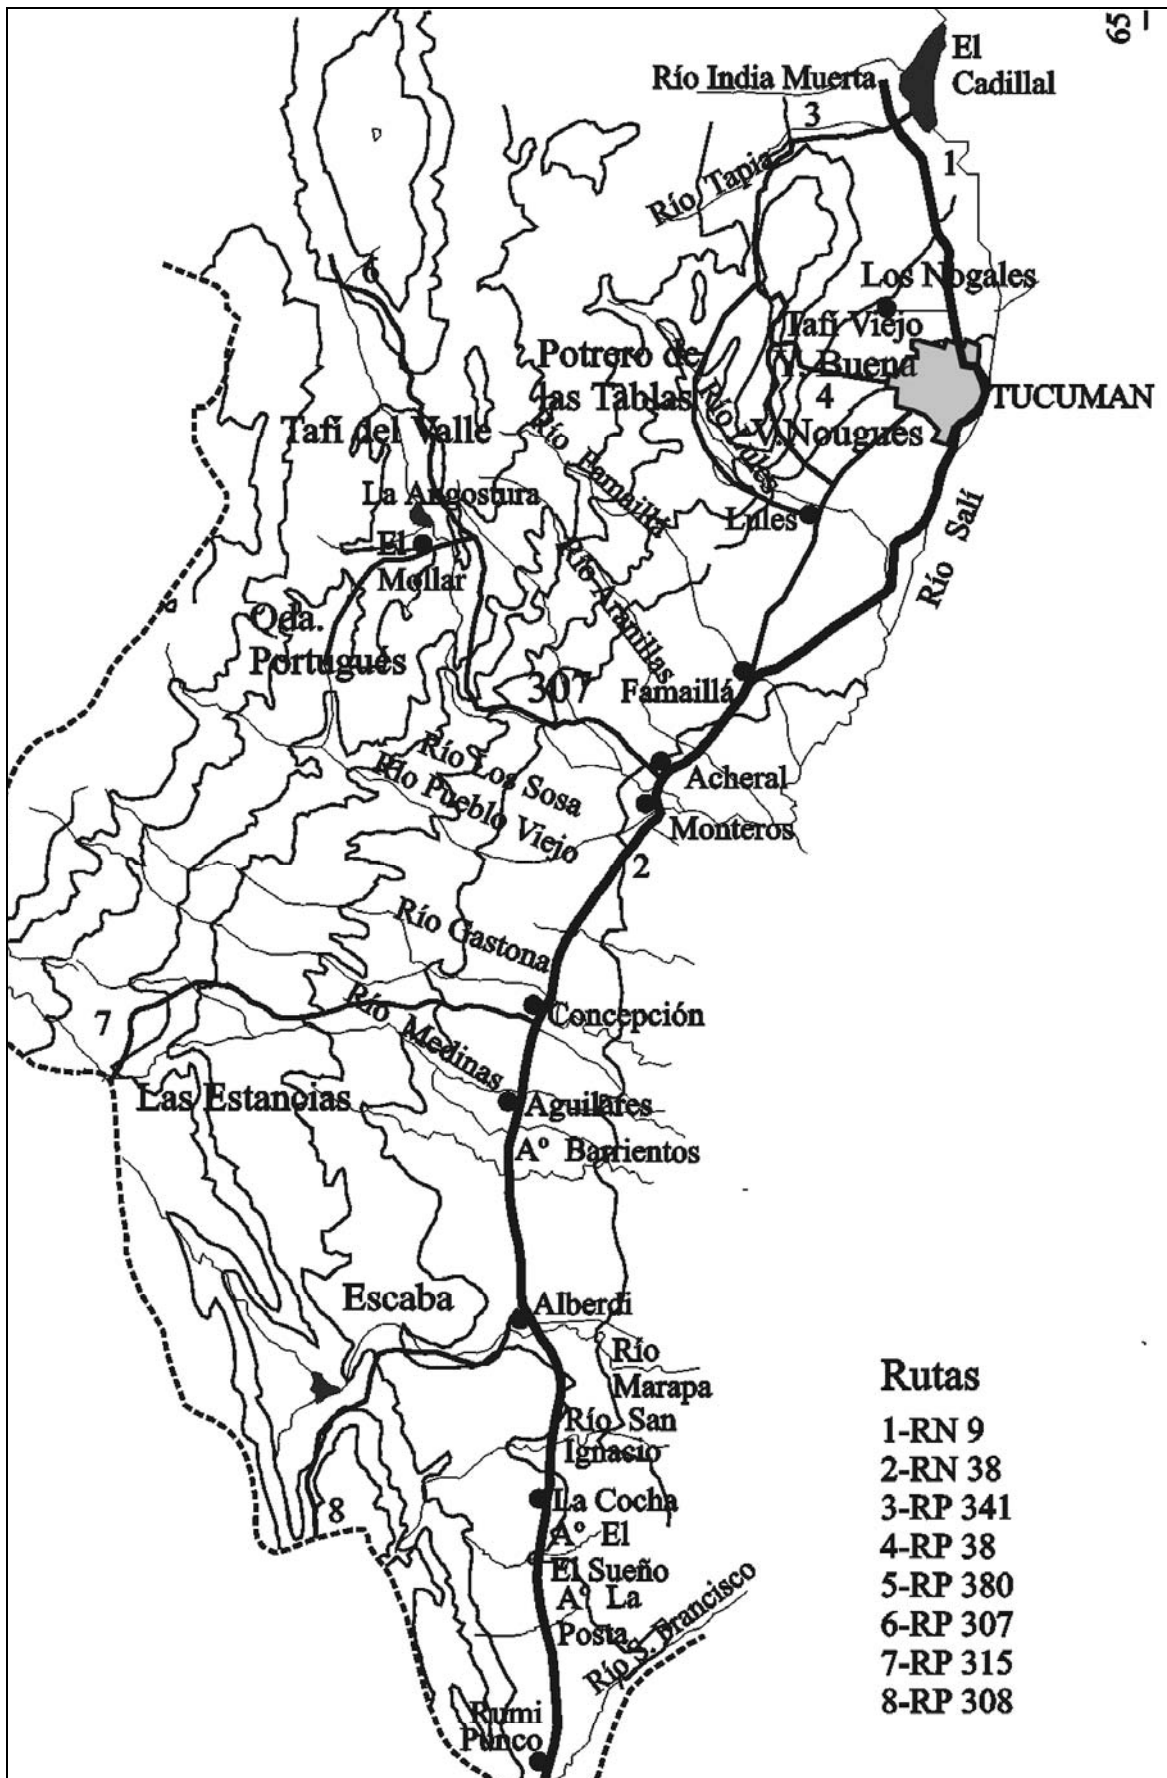 65
El
Cadillal
Río India Muerta
3
1
Río Tapia
6
Los Nogales
Tafí Viejo
Potrero de
las Tablas
Y. Buena
4
TUCUMAN
Río Lules
V. Nougués
Tafí del Valle
Río Famaillá
La Angostura
Lules
Río Salí
El
Mollar
Río Aranillas
Qda.
Portugués
307
Famaillá
Río Los Sosa
Río Pueblo Viejo
Acheral
Monteros
2
Río Gastona
7
Río Medinas
Concepción
Las Estancias
Aguilares
Aº Barrientos
Escaba
Alberdi
Río
Marapa
Río San
Ignacio
8
La Cocha
Aº El
El Sueño
Aº La
Posta
Río S. Francisco
Rumi
Punco
Rutas
1-RN 9
2-RN 38
3-RP 341
4-RP 38
5-RP 380
6-RP 307
7-RP 315
8-RP 308